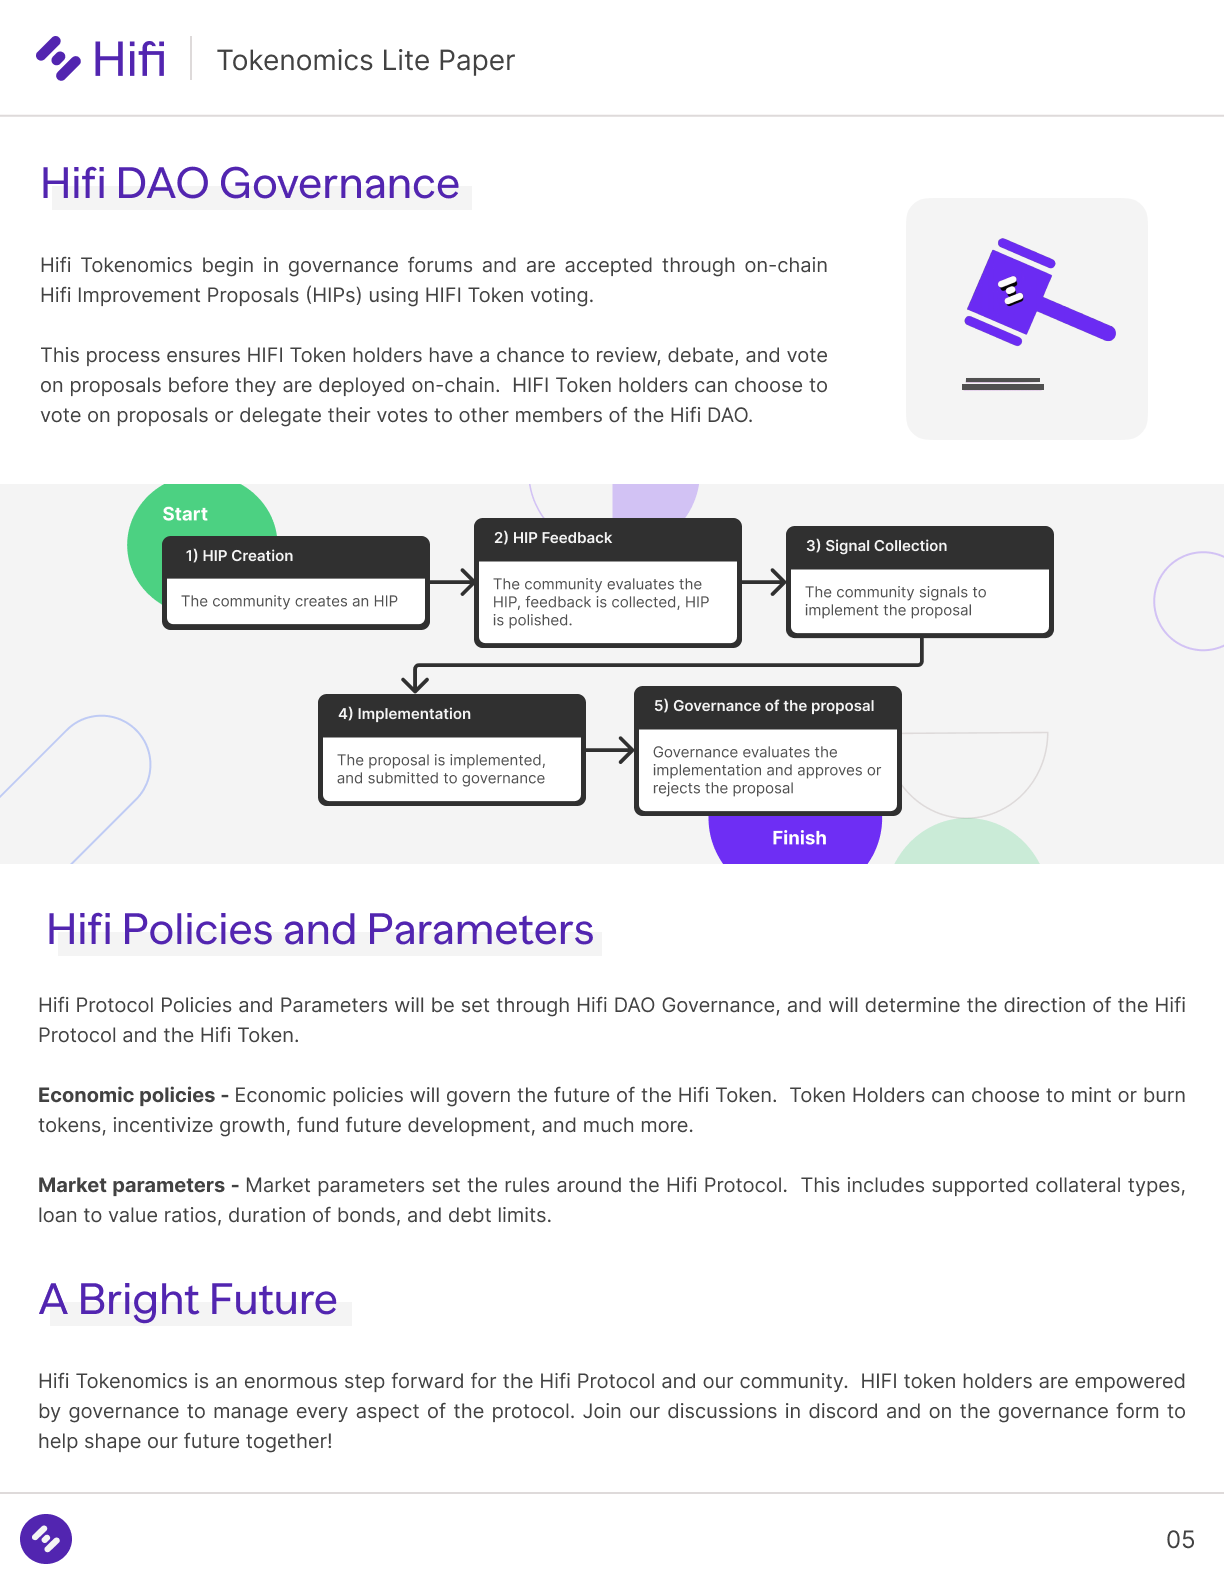 Hifi
Tokenomics Lite Paper
Hifi DAO Governance
Hifi Tokenomics begin in governance forums and are accepted through on-chain
Hifi Improvement Proposals (HIPs) using HIFI Token voting.
This process ensures HIFI Token holders have a chance to review, debate, and vote
on proposals before they are deployed on-chain.  HIFI Token holders can choose to
vote on proposals or delegate their votes to other members of the Hifi DAO.
Start
1) HIP Creation
The community creates an HIP
2) HIP Feedback
The community evaluates the
HIP, feedback is collected, HIP
is polished.
3) Signal Collection
The community signals to
implement the proposal
4) Implementation
The proposal is implemented,
and submitted to governance
5) Governance of the proposal
Governance evaluates the
implementation and approves or
rejects the proposal
Finish
Hifi Policies and Parameters
Hifi Protocol Policies and Parameters will be set through Hifi DAO Governance, and will determine the direction of the Hifi
Protocol and the Hifi Token.
Economic policies - Economic policies will govern the future of the Hifi Token.  Token Holders can choose to mint or burn
tokens, incentivize growth, fund future development, and much more.
Market parameters - Market parameters set the rules around the Hifi Protocol.  This includes supported collateral types,
loan to value ratios, duration of bonds, and debt limits.
A Bright Future
Hifi Tokenomics is an enormous step forward for the Hifi Protocol and our community.  HIFI token holders are empowered
by governance to manage every aspect of the protocol. Join our discussions in discord and on the governance form to
help shape our future together!
05